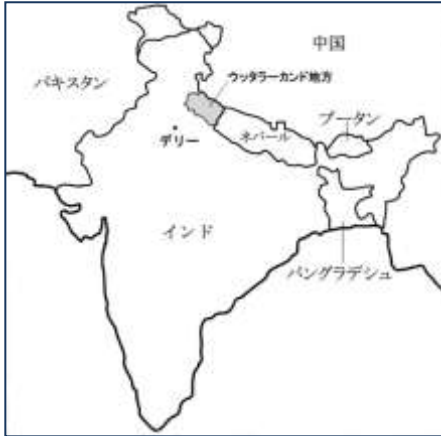 中国
パキスタン
ウッタラーカンド地方
ブータン
ネパール
デリー
インド
バングラデシュ